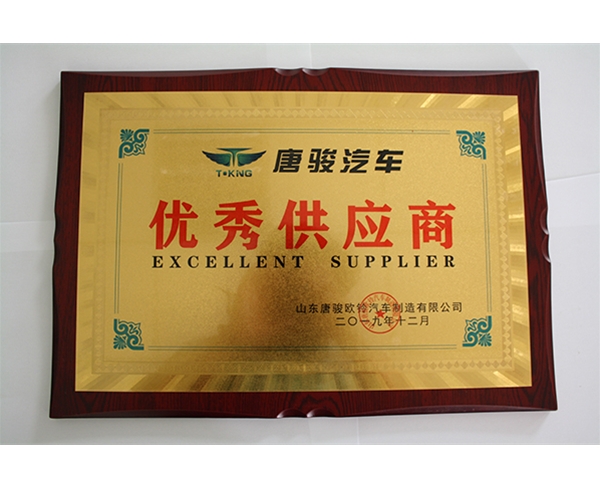 T·KNG 唐骏汽车
优秀供应商
EXCELLENT SUPPLIER
山东唐骏欧铃汽车制造有限公司
二〇一九年十二月